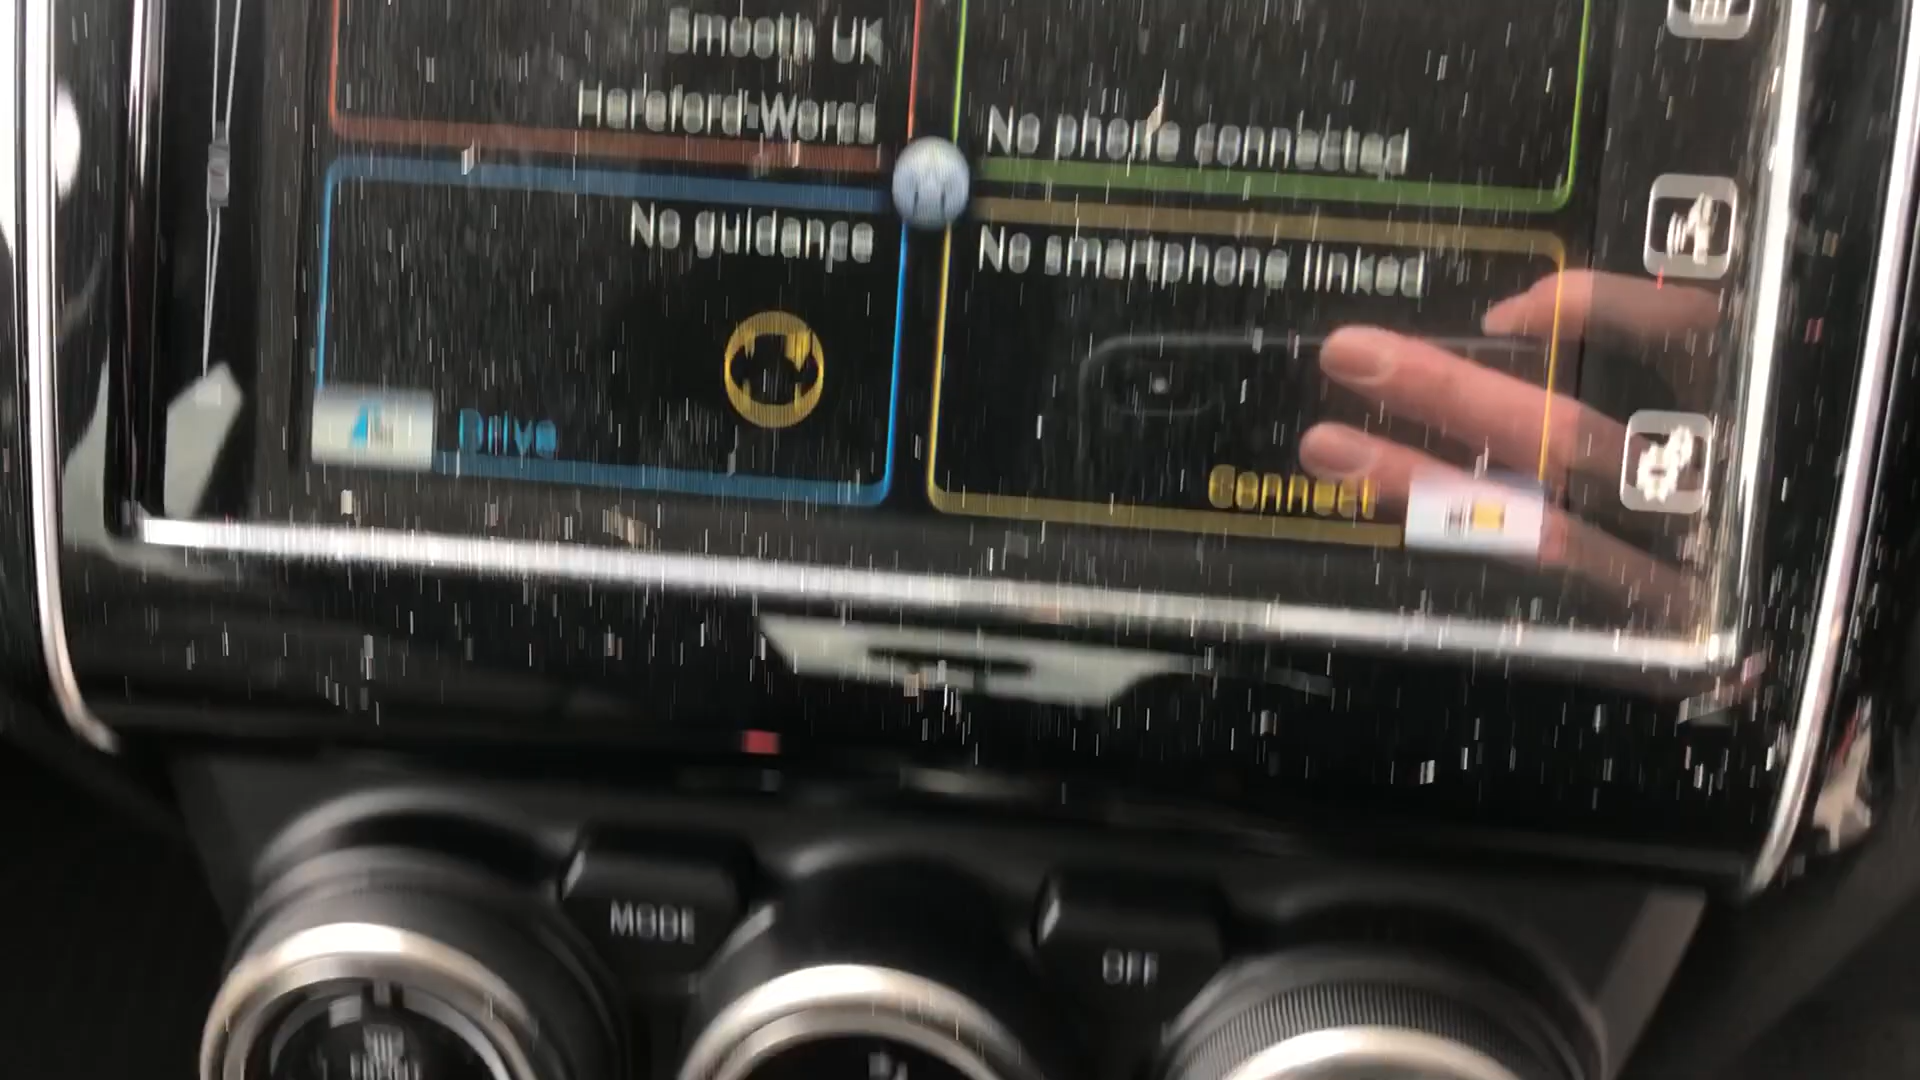 Smooth UK
Hereford-Worcs
No phone connected
No guidance
No smartphone linked
Drive
Connect
MODE
OFF